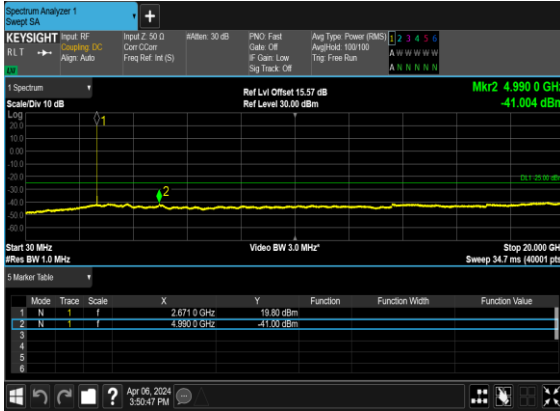 Spectrum Analyzer 1
Swept SA
+
KEYSIGHT Input: RF Input Z: 50 Ω #Atten: 30 dB PNO: Fast Avg Type: Power (RMS) 1 2 3 4 5 6
RLT Coupling: DC Corr CCorr Gate: Off Avg|Hold: 100/100 A W W W W W
Align: Auto Freq Ref: Int (S) IF Gain: Low Trig: Free Run
Sig Track: Off A N N N N N
1 Spectrum Ref Lvl Offset 15.57 dB Mkr2 4.990 0 GHz
Scale/Div 10 dB Ref Level 30.00 dBm -41.004 dBm
Log
20.0
1
10.0
0.00
-10.0
-20.0
DL1 -25.00 dBm
-30.0
2
-40.0
-50.0
-60.0
Start 30 MHz Video BW 3.0 MHz* Stop 20.000 GHz
#Res BW 1.0 MHz Sweep 34.7 ms (40001 pts)
5 Marker Table
Mode Trace Scale X Y Function Function Width Function Value
1 N 1 f 2.671 0 GHz 19.80 dBm
2 N 1 f 4.990 0 GHz -41.00 dBm
3
4
5
6
? Apr 06, 2024
3:50:47 PM